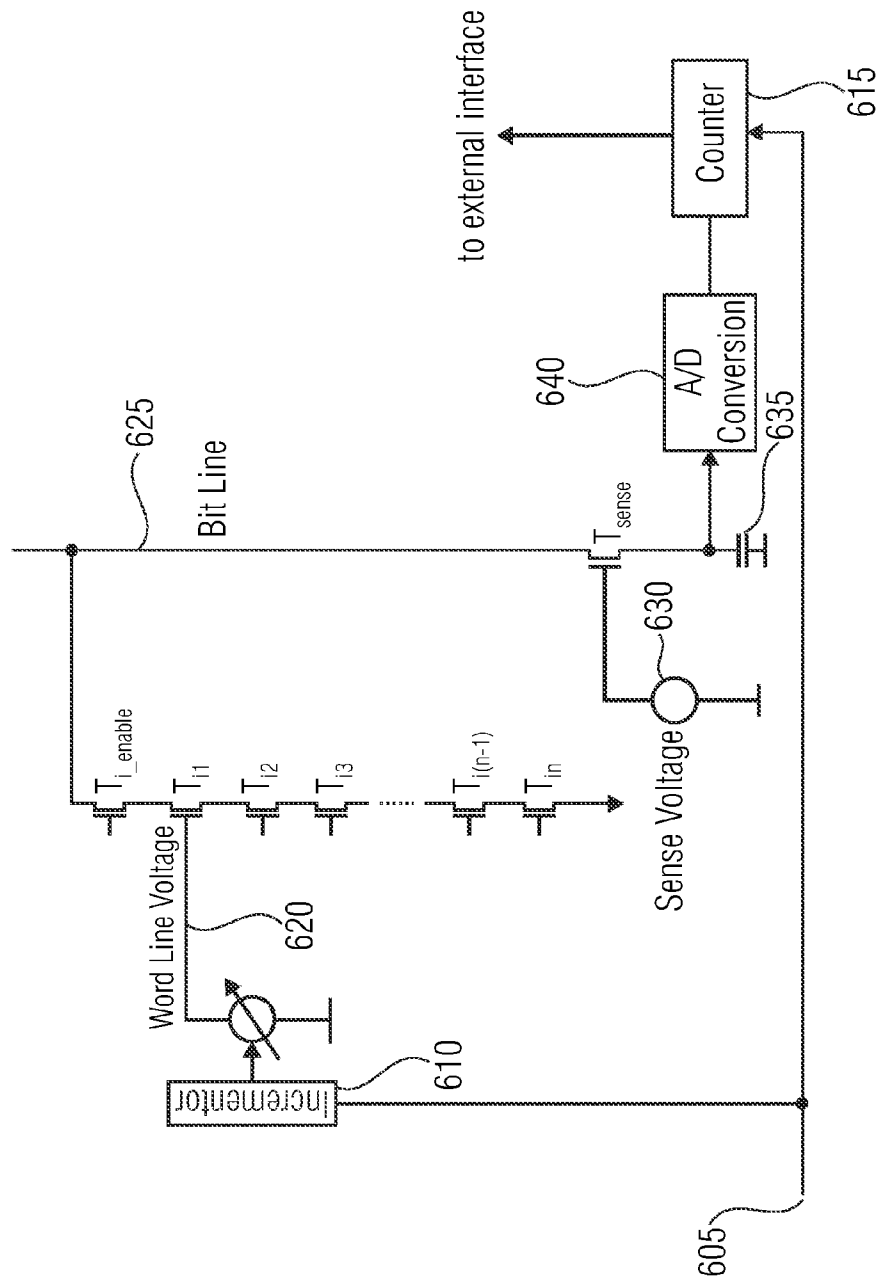 605
Incrementor
610
Word Line Voltage
620
T_i_enable
T_i1
T_i2
T_i3
T_i(n-1)
T_in
Sense Voltage
630
Bit Line
625
T_sense
635
640
A/D
Conversion
to external interface
Counter
615